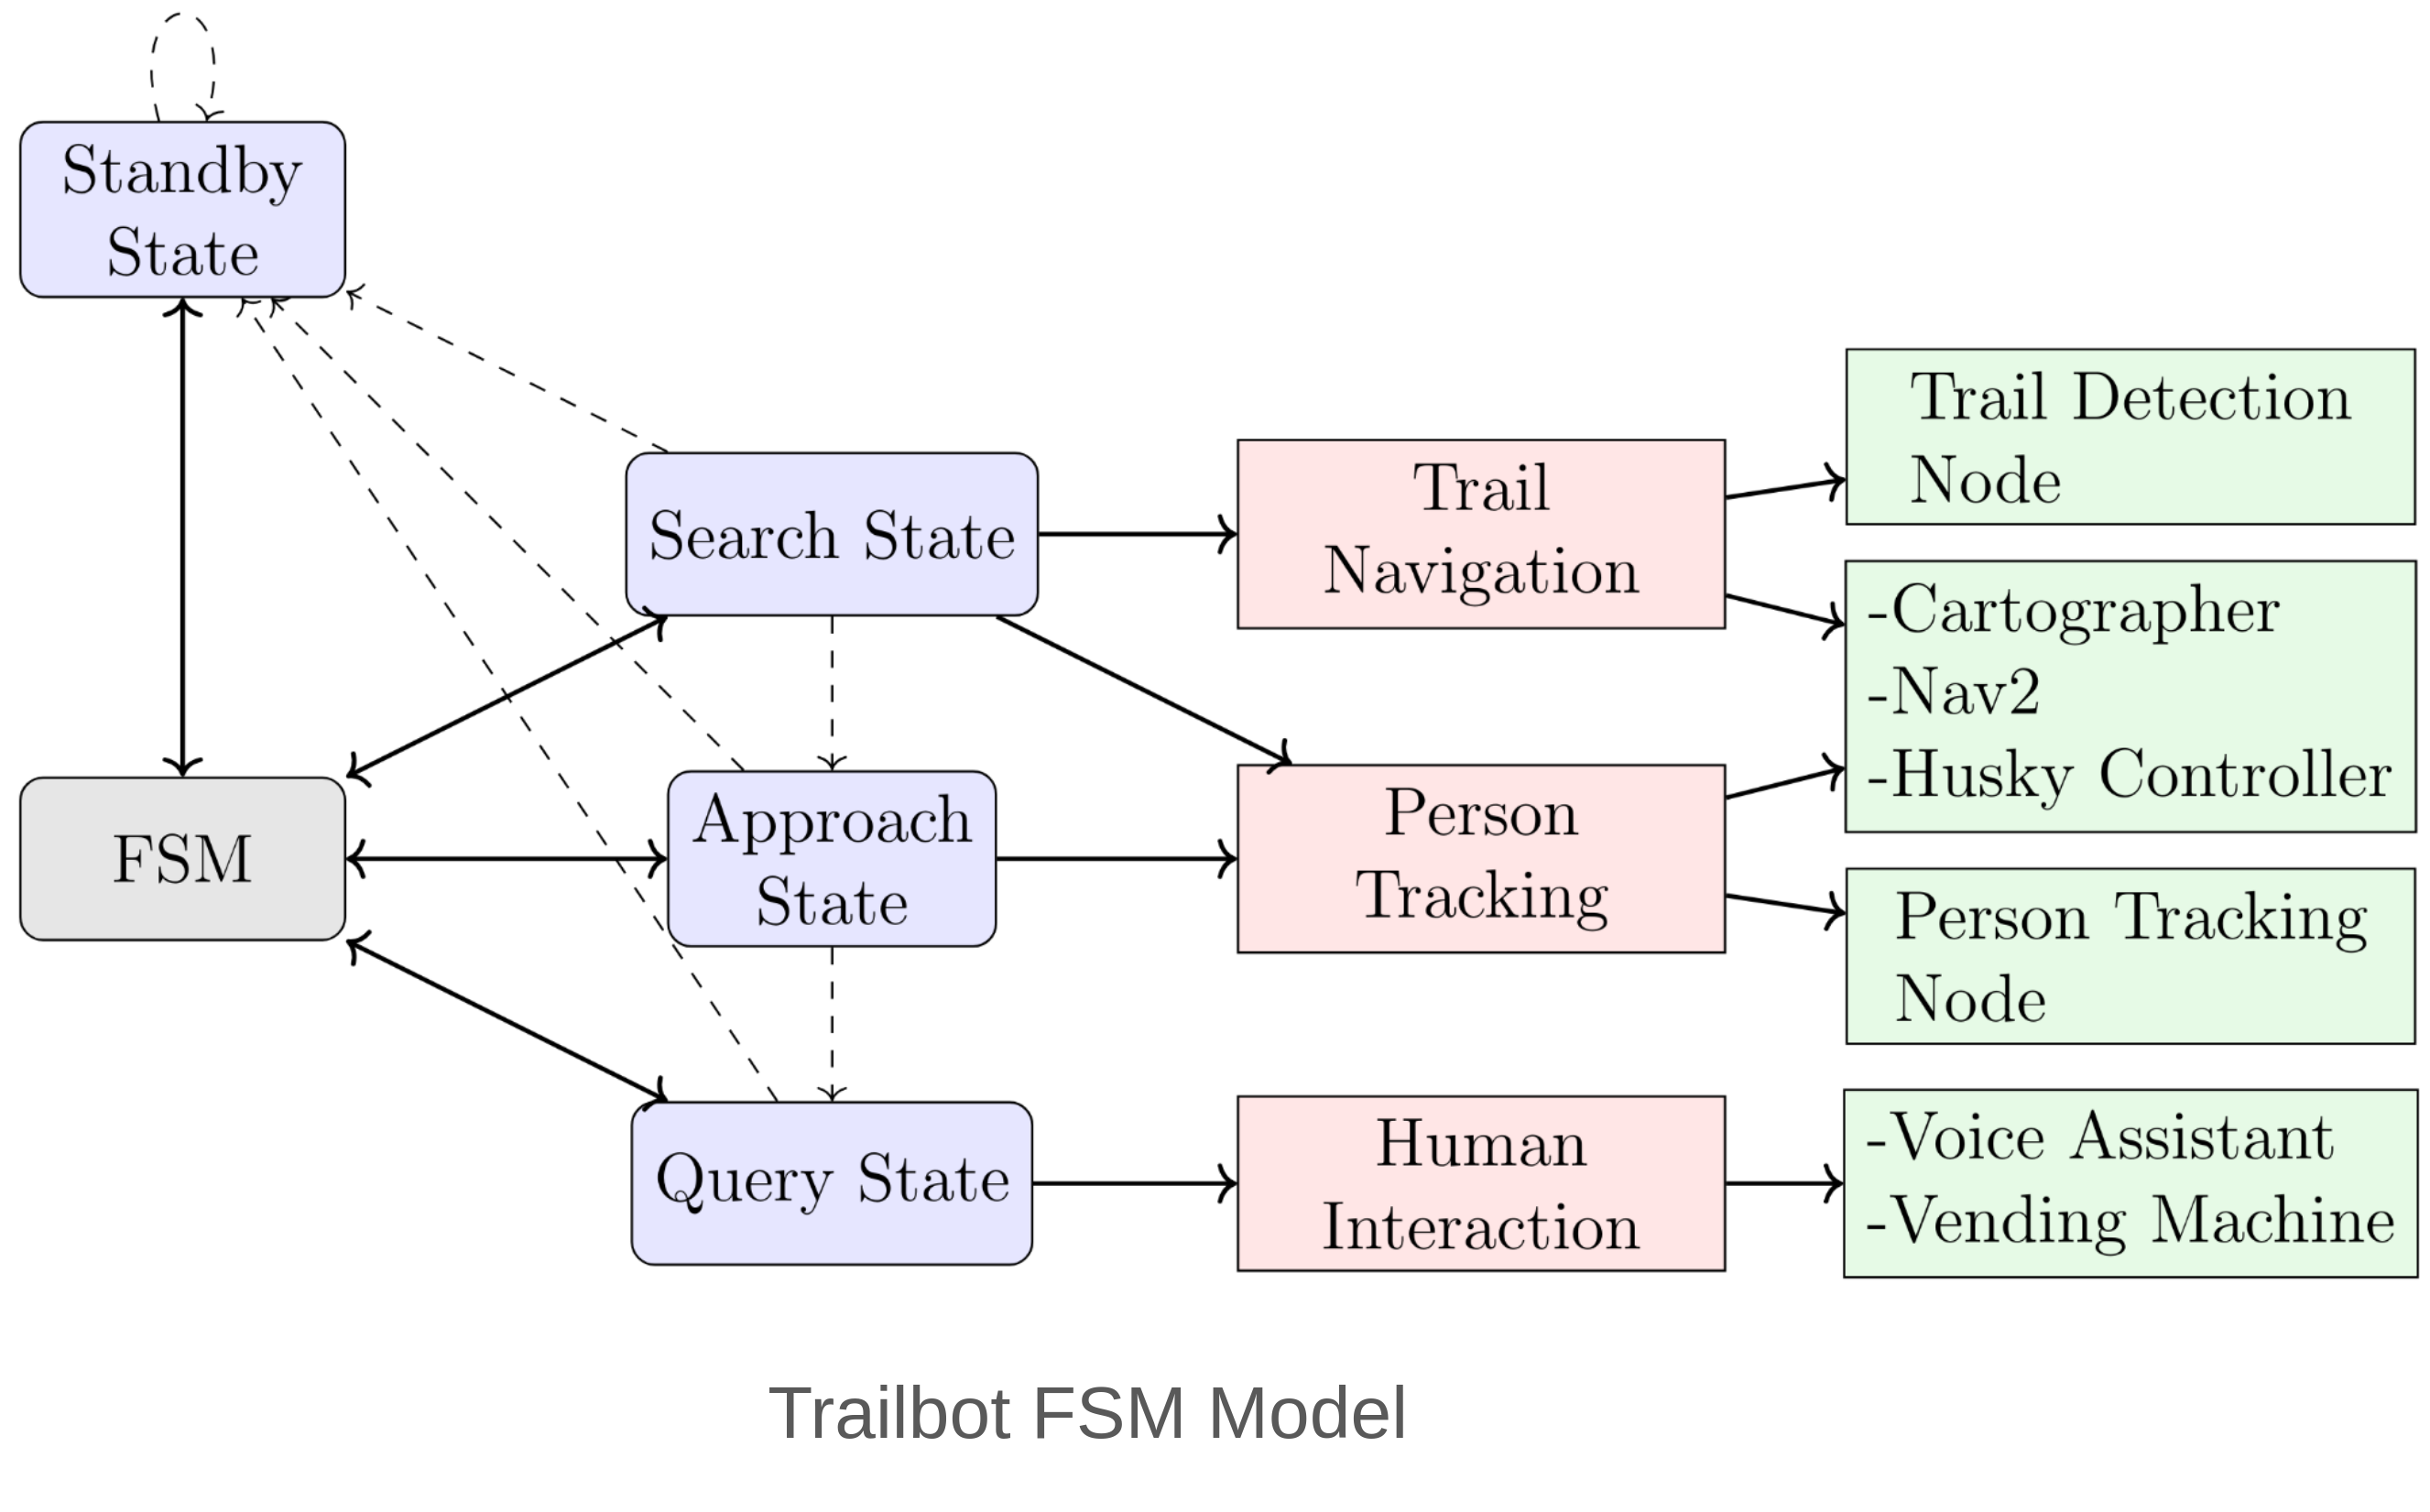 Standby
State
Search State
Trail
Navigation
Trail Detection
Node
-Cartographer
-Nav2
-Husky Controller
FSM
Approach
State
Person
Tracking
Person Tracking
Node
Query State
Human
Interaction
-Voice Assistant
-Vending Machine
Trailbot FSM Model